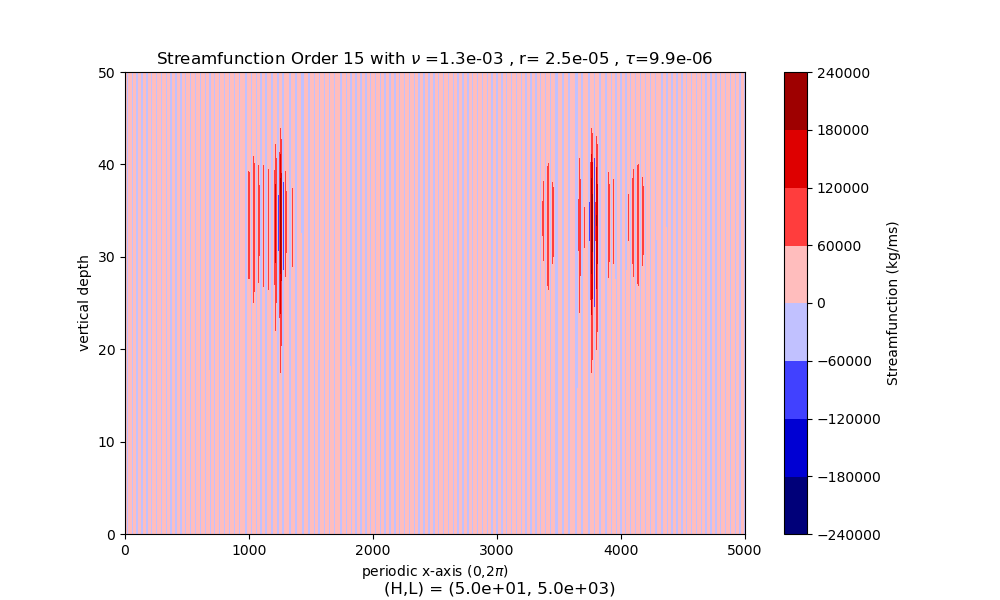 Streamfunction Order 15 with ν =1.3e-03 , r= 2.5e-05 , τ=9.9e-06
50
40
30
20
10
0
vertical depth
0 1000 2000 3000 4000 5000
periodic x-axis (0,2π)
(H,L) = (5.0e+01, 5.0e+03)
240000
180000
120000
60000
0
−60000
−120000
−180000
−240000
Streamfunction (kg/ms)